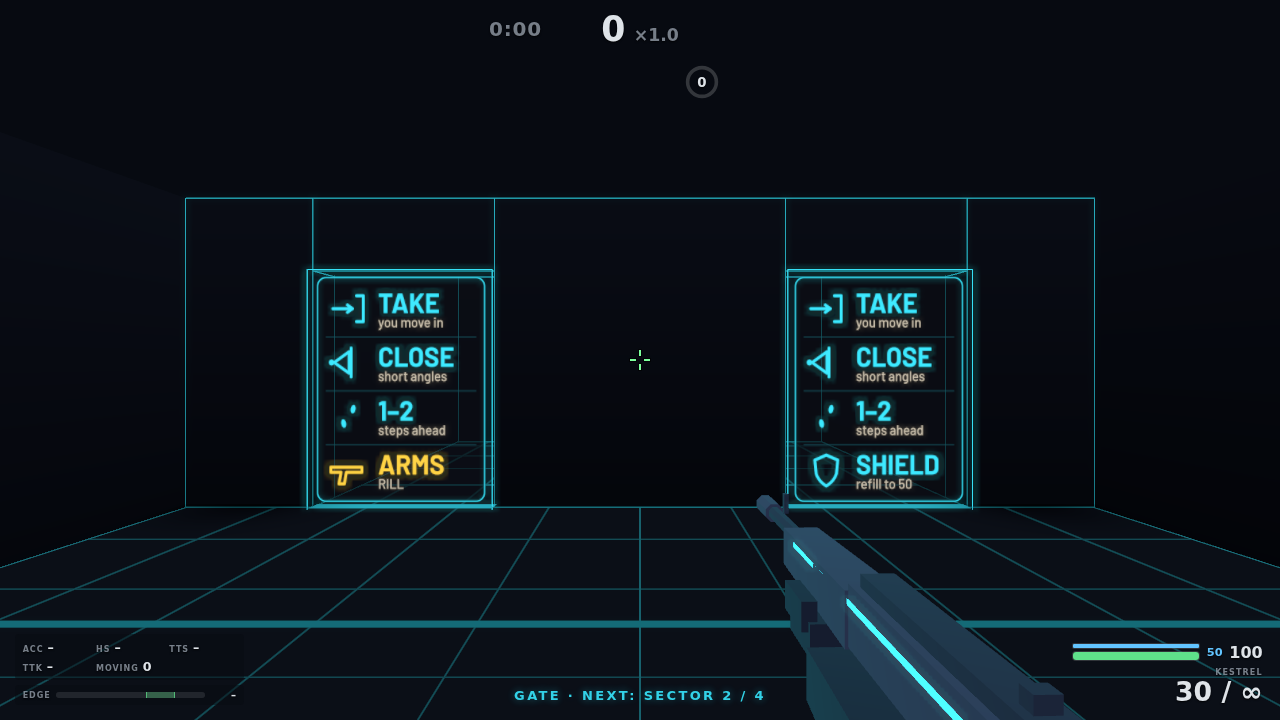 0:00 0 ×1.0
0
TAKE
you move in
CLOSE
short angles
1–2
steps ahead
ARMS
RILL
TAKE
you move in
CLOSE
short angles
1–2
steps ahead
SHIELD
refill to 50
ACC – HS – TTS –
TTK – MOVING 0
EDGE –
GATE · NEXT: SECTOR 2 / 4
50 100
KESTREL
30 / ∞